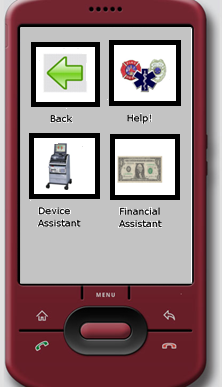 Back Help!
Device Financial
Assistant Assistant
MENU